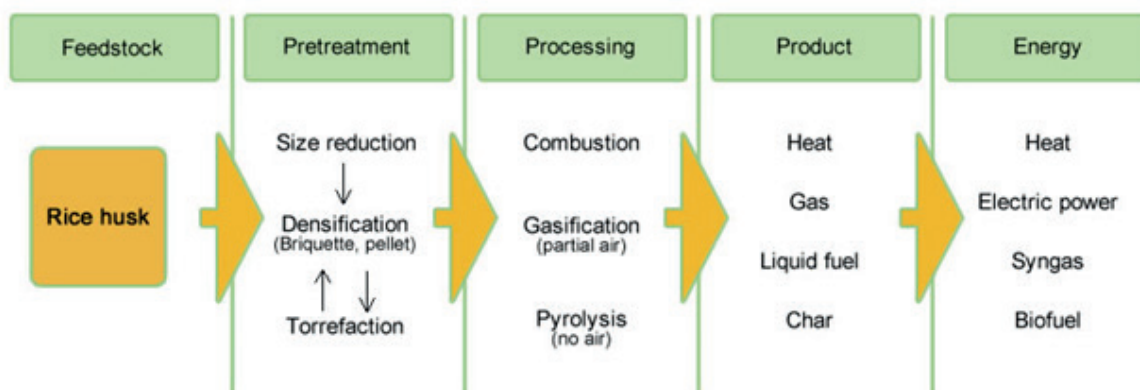 Feedstock
Pretreatment
Processing
Product
Energy
Rice husk
Size reduction
Densification
(Briquette, pellet)
Torrefaction
Combustion
Gasification
(partial air)
Pyrolysis
(no air)
Heat
Gas
Liquid fuel
Char
Heat
Electric power
Syngas
Biofuel